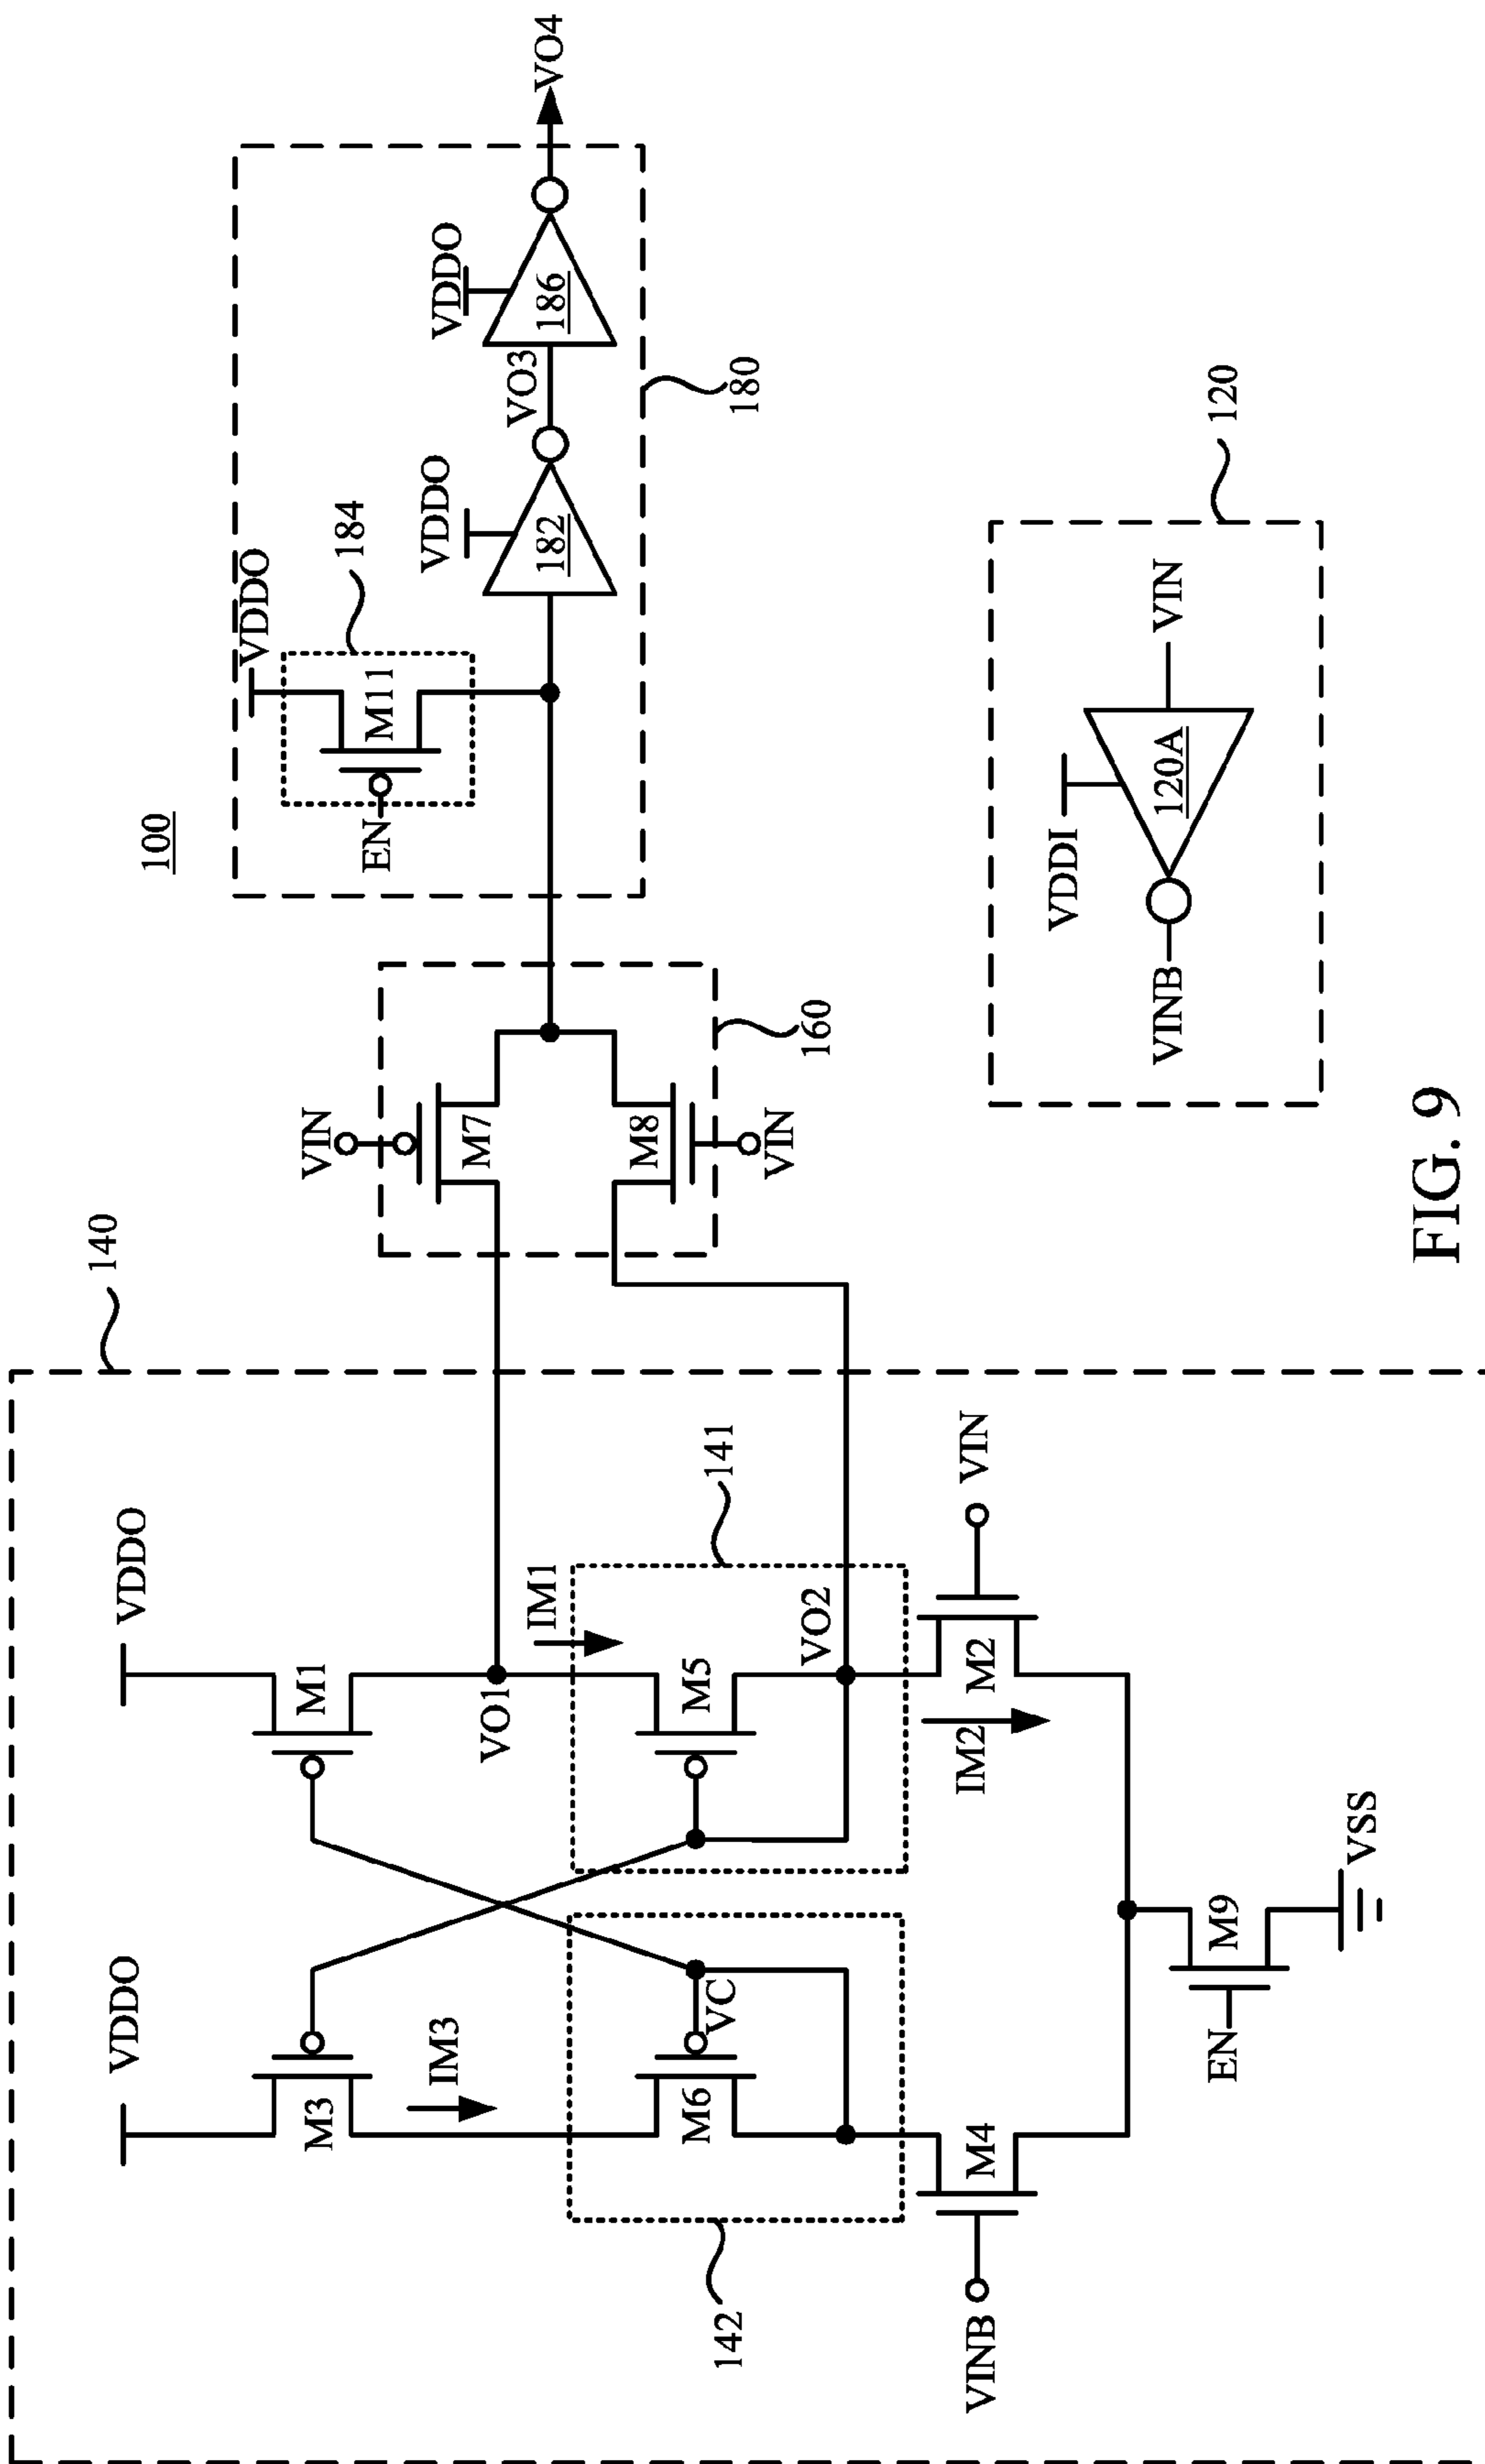 100
140
VDDO
VDDO
M3
M1
IM3
VO1
IM1
141
142
M6
VC
M5
VO2
VINB
M4
IM2
M2
VIN
EN
M9
VSS
VIN
M7
M8
VIN
160
VDDO
184
EN
M11
VDDO
182
VO3
VDDO
186
VO4
180
VINB
VDDI
120A
VIN
120
FIG. 9